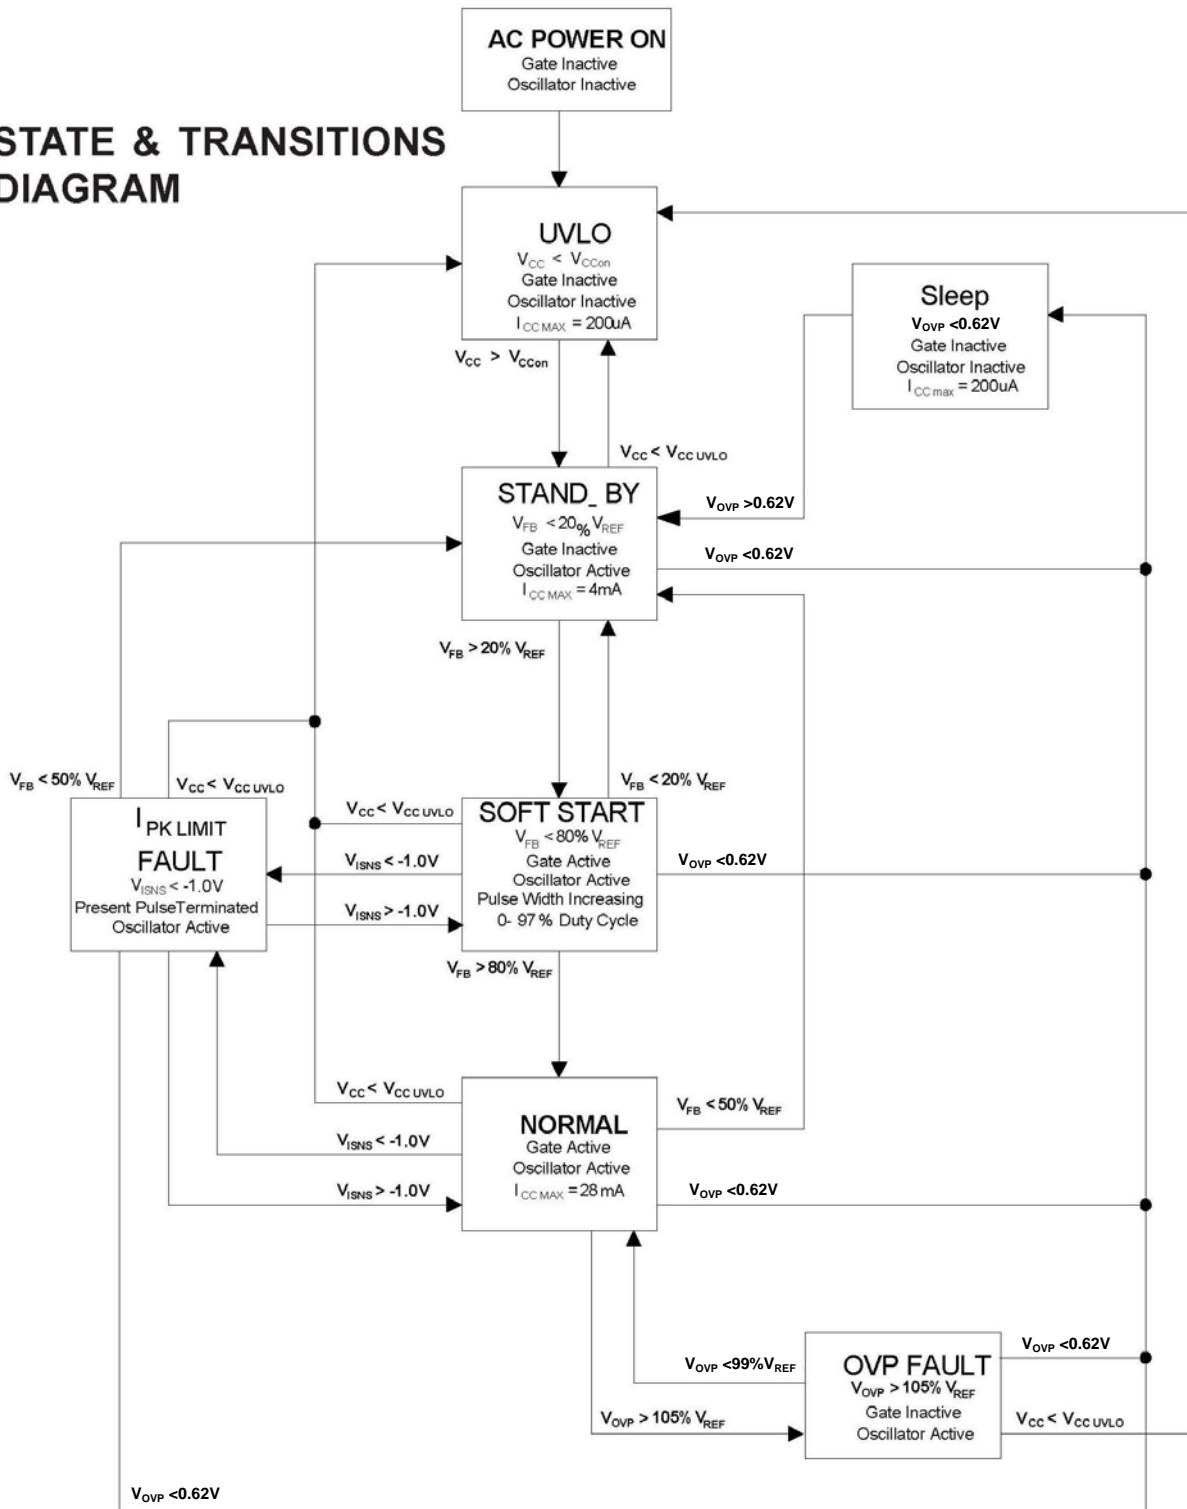 AC POWER ON
Gate Inactive
Oscillator Inactive
STATE & TRANSITIONS
DIAGRAM
UVLO
VCC < VCCon
Gate Inactive
Oscillator Inactive
ICC MAX = 200uA
Sleep
VOVP <0.62V
Gate Inactive
Oscillator Inactive
ICC max = 200uA
VCC > VCCon
VCC < VCC UVLO
STAND_ BY
VFB <20% VREF
Gate Inactive
Oscillator Active
ICC MAX = 4mA
VOVP >0.62V
VOVP <0.62V
VFB > 20% VREF
VFB < 50% VREF
VCC < VCC UVLO
VFB < 20% VREF
IPK LIMIT
FAULT
VISNS < -1.0V
Present PulseTerminated
Oscillator Active
VCC < VCC UVLO
VISNS < -1.0V
VISNS > -1.0V
SOFT START
VFB < 80% VREF
Gate Active
Oscillator Active
Pulse Width Increasing
0- 97 % Duty Cycle
VOVP <0.62V
VFB > 80% VREF
VCC < VCC UVLO
VISNS < -1.0V
VISNS > -1.0V
NORMAL
Gate Active
Oscillator Active
ICC MAX = 28 mA
VFB < 50% VREF
VOVP <0.62V
VOVP <99%VREF
VOVP > 105% VREF
OVP FAULT
VOVP > 105% VREF
Gate Inactive
Oscillator Active
VOVP <0.62V
VCC < VCC UVLO
VOVP <0.62V